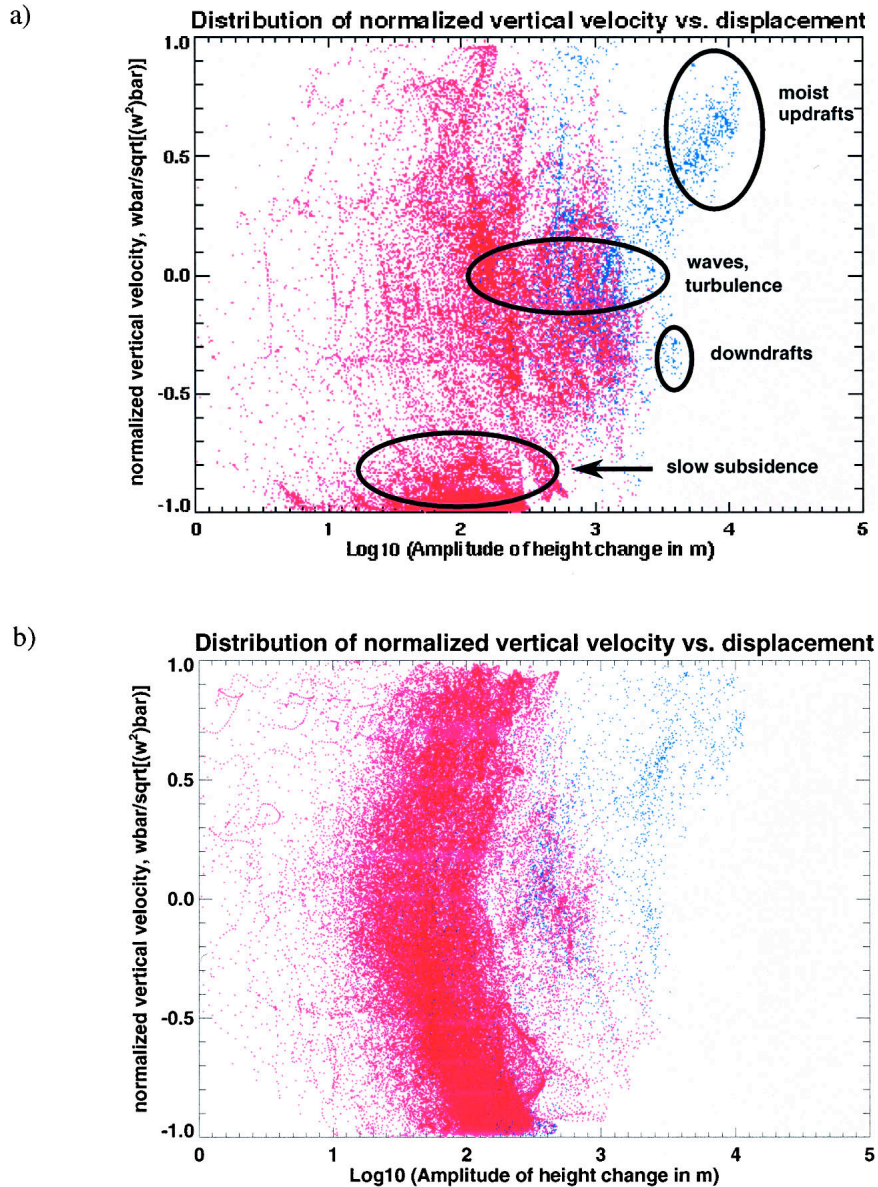 a)
Distribution of normalized vertical velocity vs. displacement
normalized vertical velocity, wbar/sqrt[(w²)bar)]
1.0
0.5
0.0
-0.5
-1.0
moist
updrafts
waves,
turbulence
downdrafts
slow subsidence
0 1 2 3 4 5
Log10 (Amplitude of height change in m)
b)
Distribution of normalized vertical velocity vs. displacement
normalized vertical velocity, wbar/sqrt[(w²)bar)]
1.0
0.5
0.0
-0.5
-1.0
0 1 2 3 4 5
Log10 (Amplitude of height change in m)